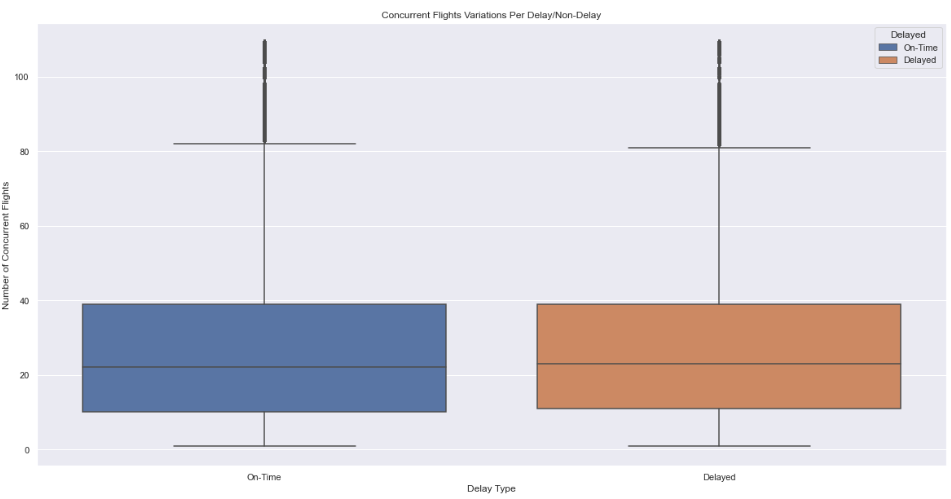 Concurrent Flights Variations Per Delay/Non-Delay
Delayed
On-Time
Delayed
Number of Concurrent Flights
100
80
60
40
20
0
On-Time Delayed
Delay Type